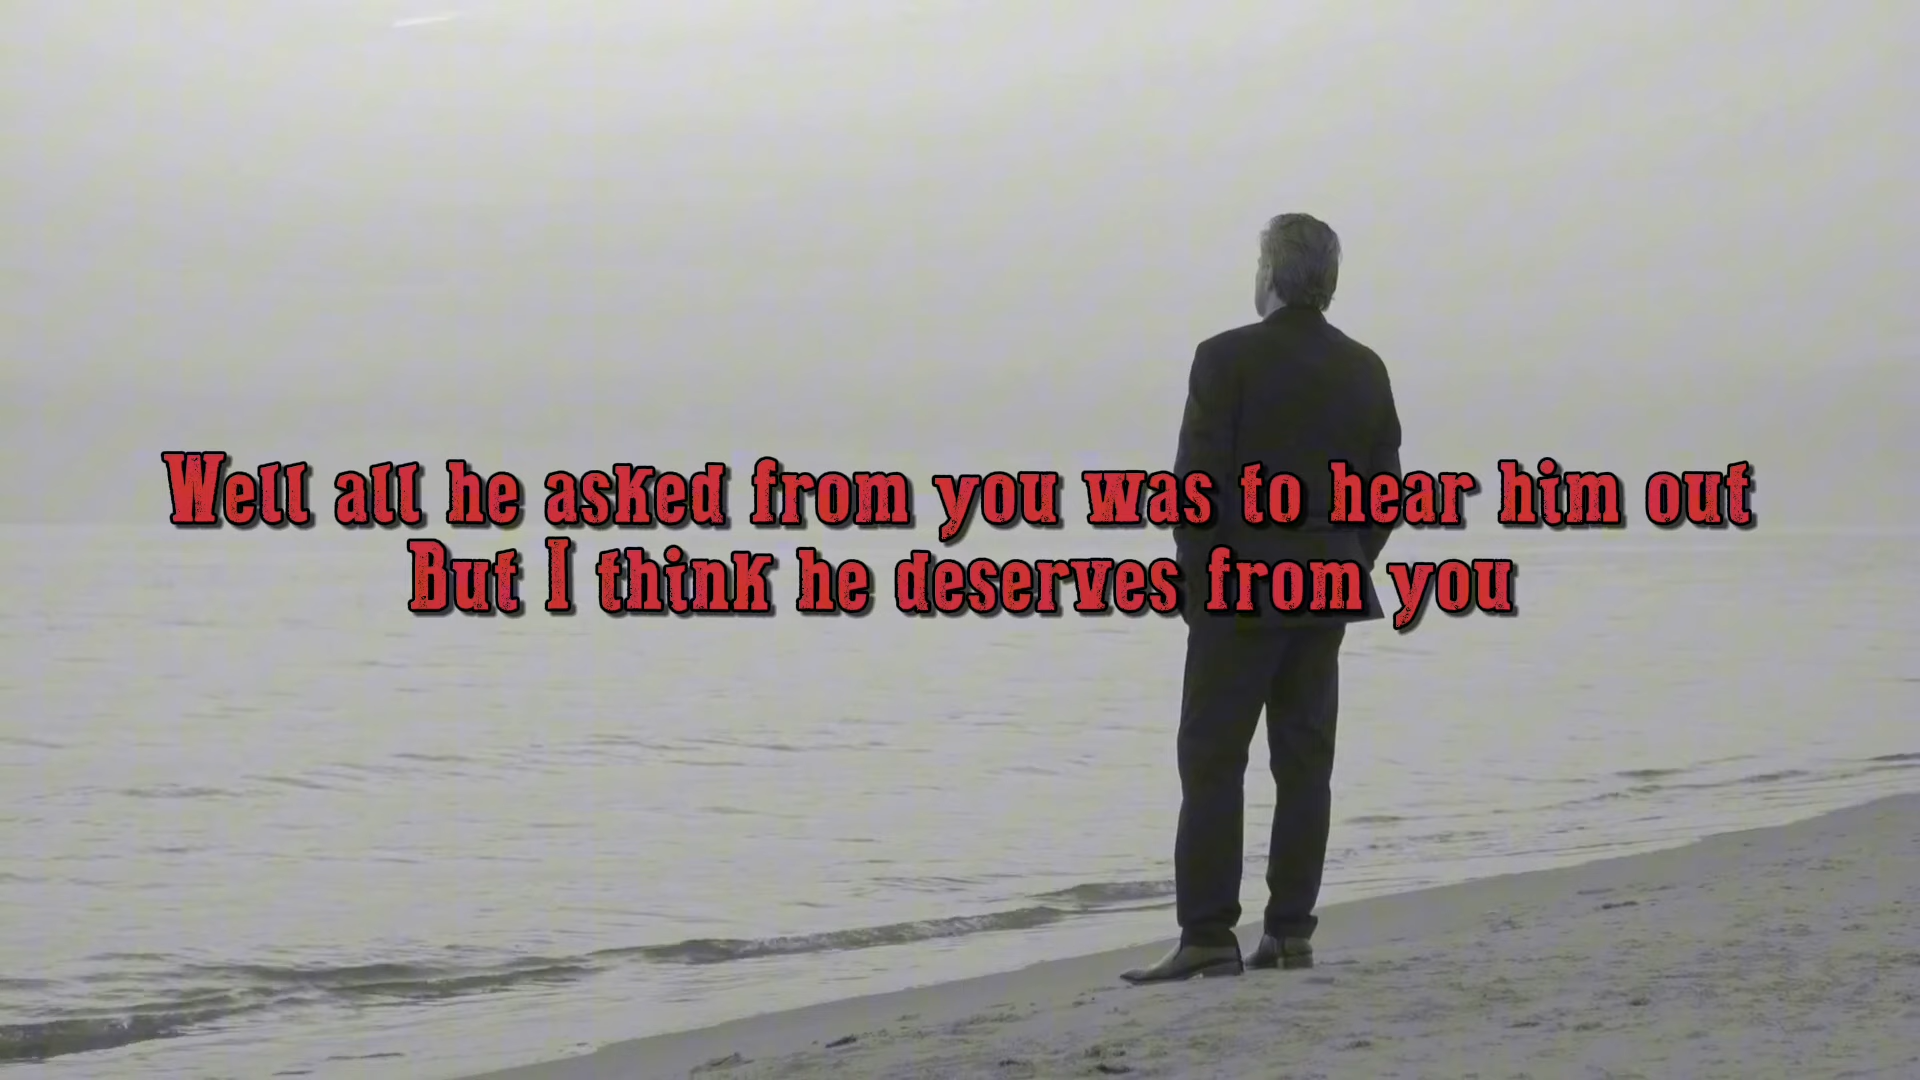 Well all he asked from you was to hear him out
But I think he deserves from you